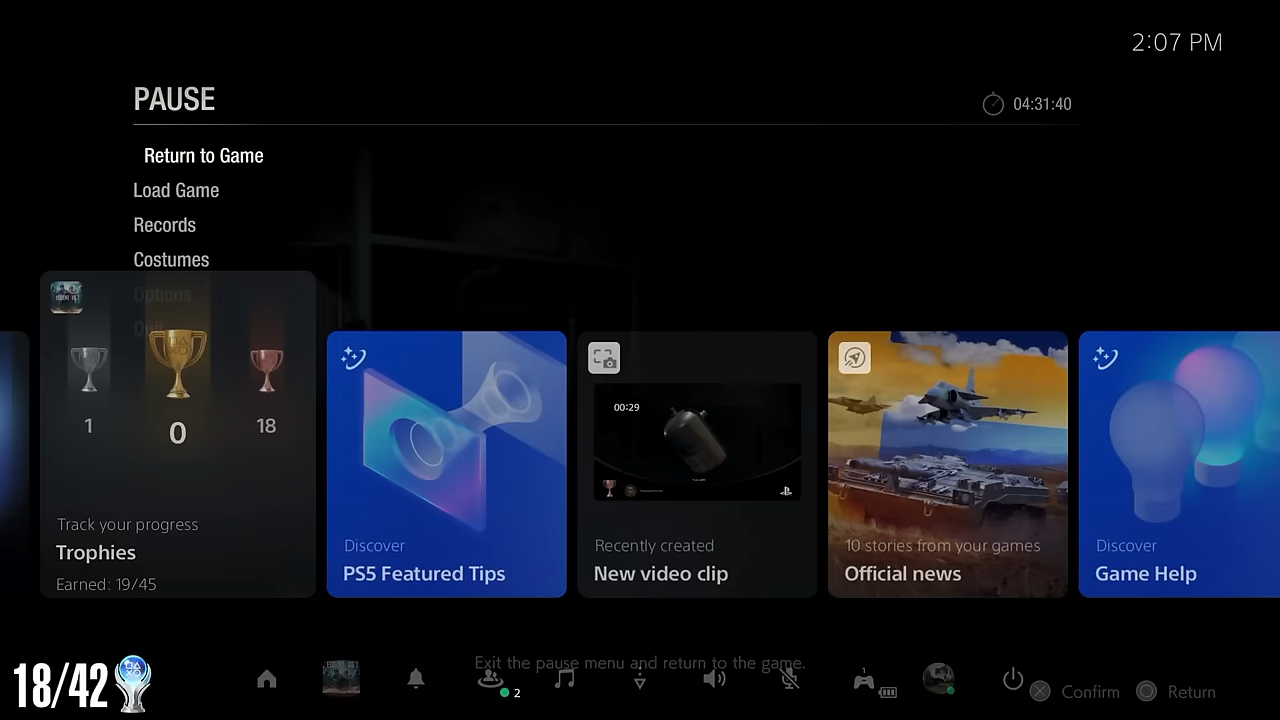 2:07 PM
PAUSE
04:31:40
Return to Game
Load Game
Records
Costumes
Options
1
0
18
Track your progress
Trophies
Earned: 19/45
Discover
PS5 Featured Tips
00:29
Recently created
New video clip
10 stories from your games
Official news
Discover
Game Help
Exit the pause menu and return to the game.
2
Confirm
Return
18/42